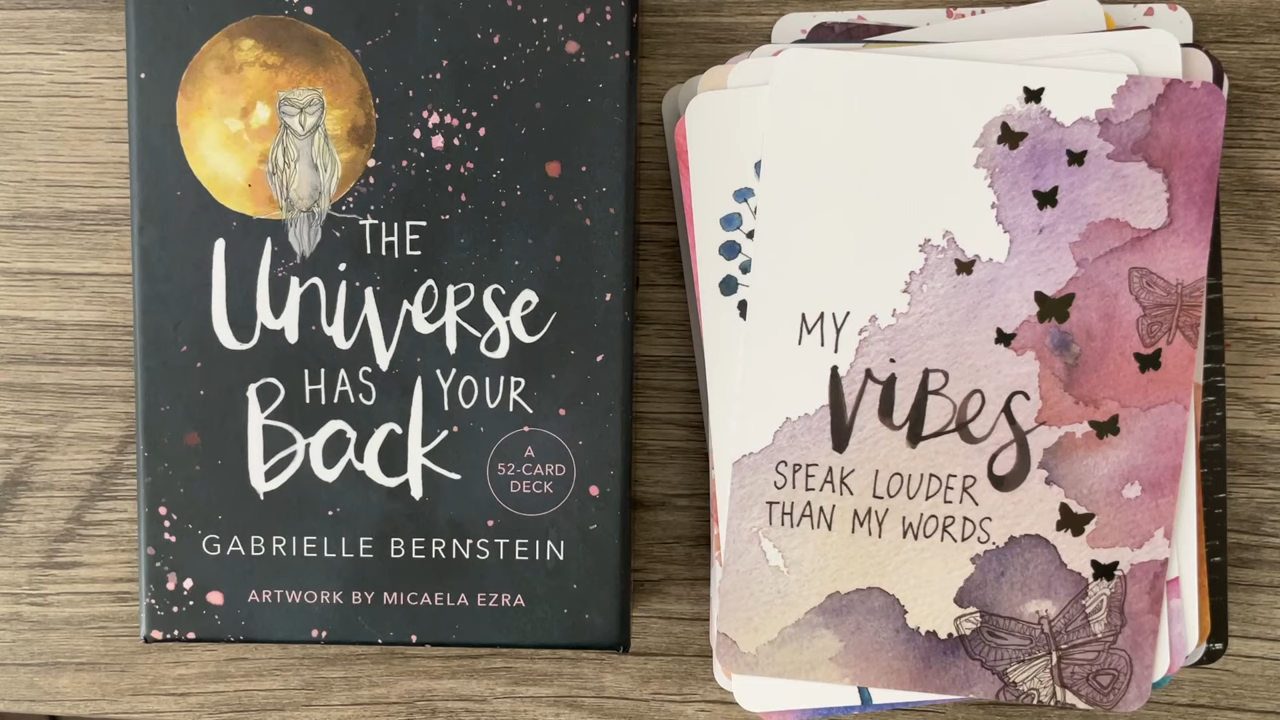 THE
Universe
HAS YOUR
Back
A
52-CARD
DECK
GABRIELLE BERNSTEIN
ARTWORK BY MICAELA EZRA
MY
ViBes
SPEAK LOUDER
THAN MY WORDS.